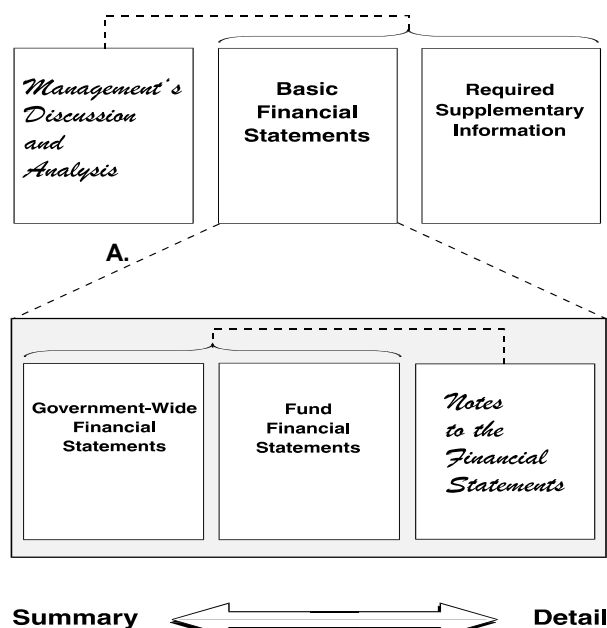 Management's
Discussion
and
Analysis
Basic
Financial
Statements
Required
Supplementary
Information
A.
Government-Wide
Financial
Statements
Fund
Financial
Statements
Notes
to the
Financial
Statements
Summary
Detail